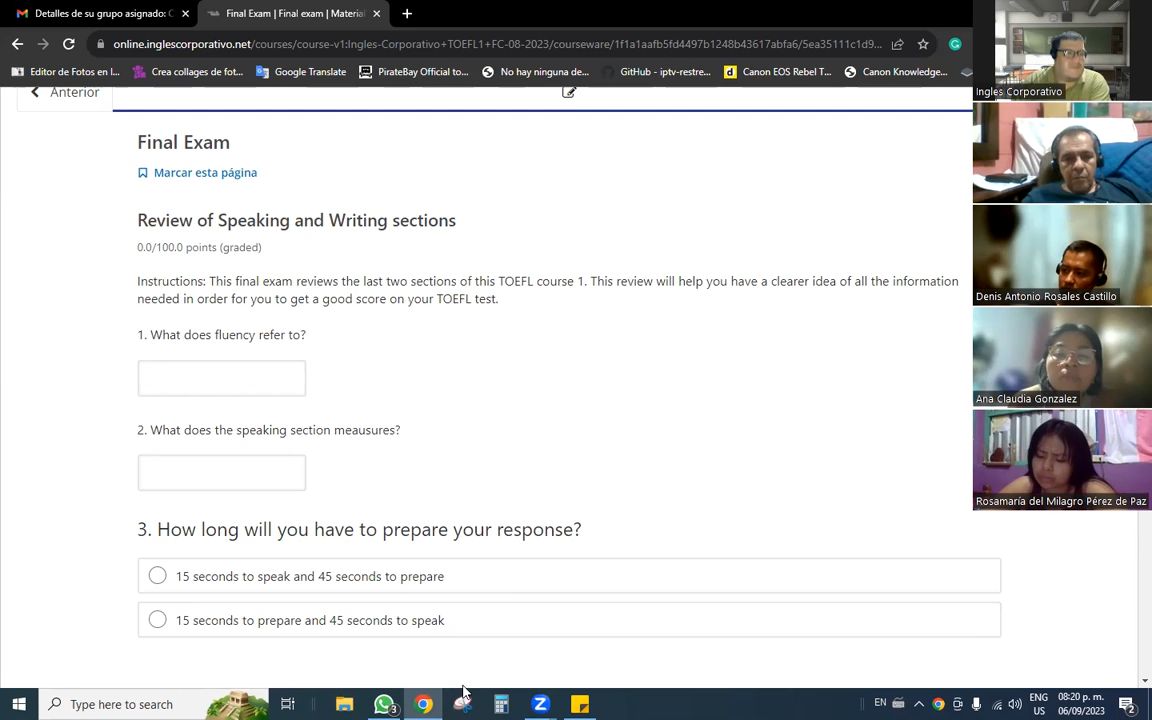 Detalles de su grupo asignado: C
Final Exam | Final exam | Material
online.inglescorporativo.net/courses/course-v1:Ingles-Corporativo+TOEFL1+FC-08-2023/courseware/1f1a1aafb5fd4497b1248b43617abfa6/5ea35111c1d9...
Editor de Fotos en l...
Crea collages de fot...
Google Translate
PirateBay Official to...
No hay ninguna de...
GitHub - iptv-restre...
Canon EOS Rebel T...
Canon Knowledge...
Anterior
Final Exam
Marcar esta página
Review of Speaking and Writing sections
0.0/100.0 points (graded)
Instructions: This final exam reviews the last two sections of this TOEFL course 1. This review will help you have a clearer idea of all the information
needed in order for you to get a good score on your TOEFL test.
1. What does fluency refer to?
2. What does the speaking section meausures?
3. How long will you have to prepare your response?
15 seconds to speak and 45 seconds to prepare
15 seconds to prepare and 45 seconds to speak
Ingles Corporativo
Denis Antonio Rosales Castillo
Ana Claudia Gonzalez
Rosamaría del Milagro Pérez de Paz
Type here to search
3
EN
ENG
US
08:20 p. m.
06/09/2023
2